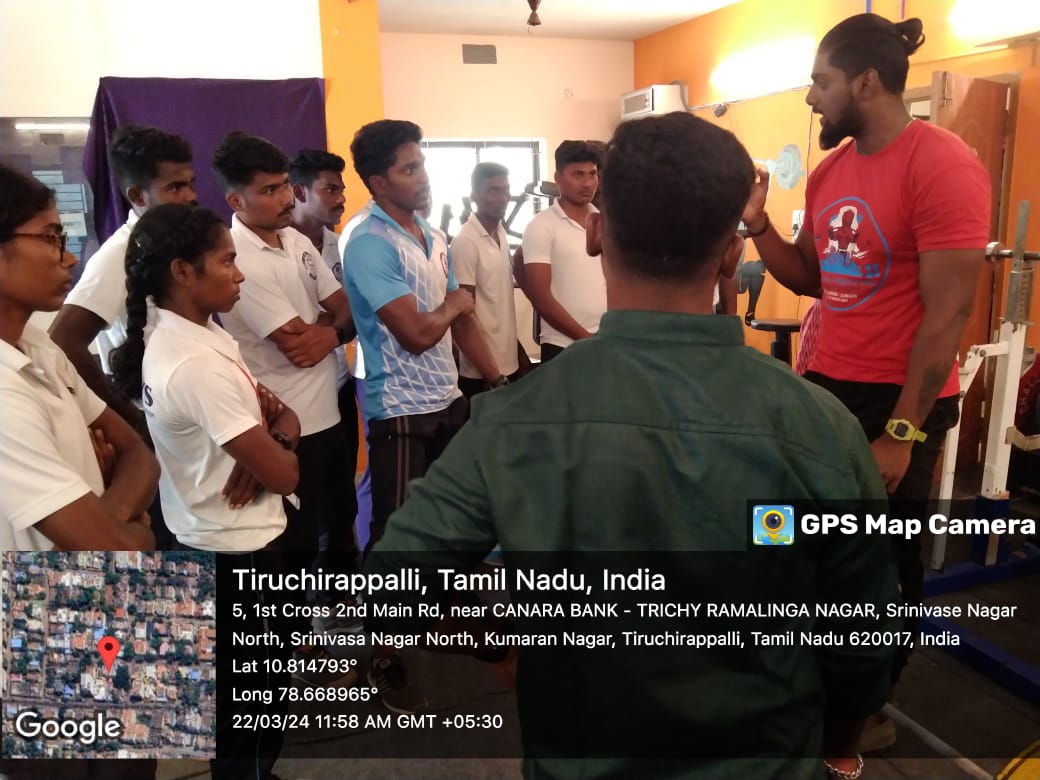 GPS Map Camera
Tiruchirappalli, Tamil Nadu, India
5, 1st Cross 2nd Main Rd, near CANARA BANK - TRICHY RAMALINGA NAGAR, Srinivase Nagar
North, Srinivasa Nagar North, Kumaran Nagar, Tiruchirappalli, Tamil Nadu 620017, India
Lat 10.814793°
Long 78.668965°
22/03/24 11:58 AM GMT +05:30
Google